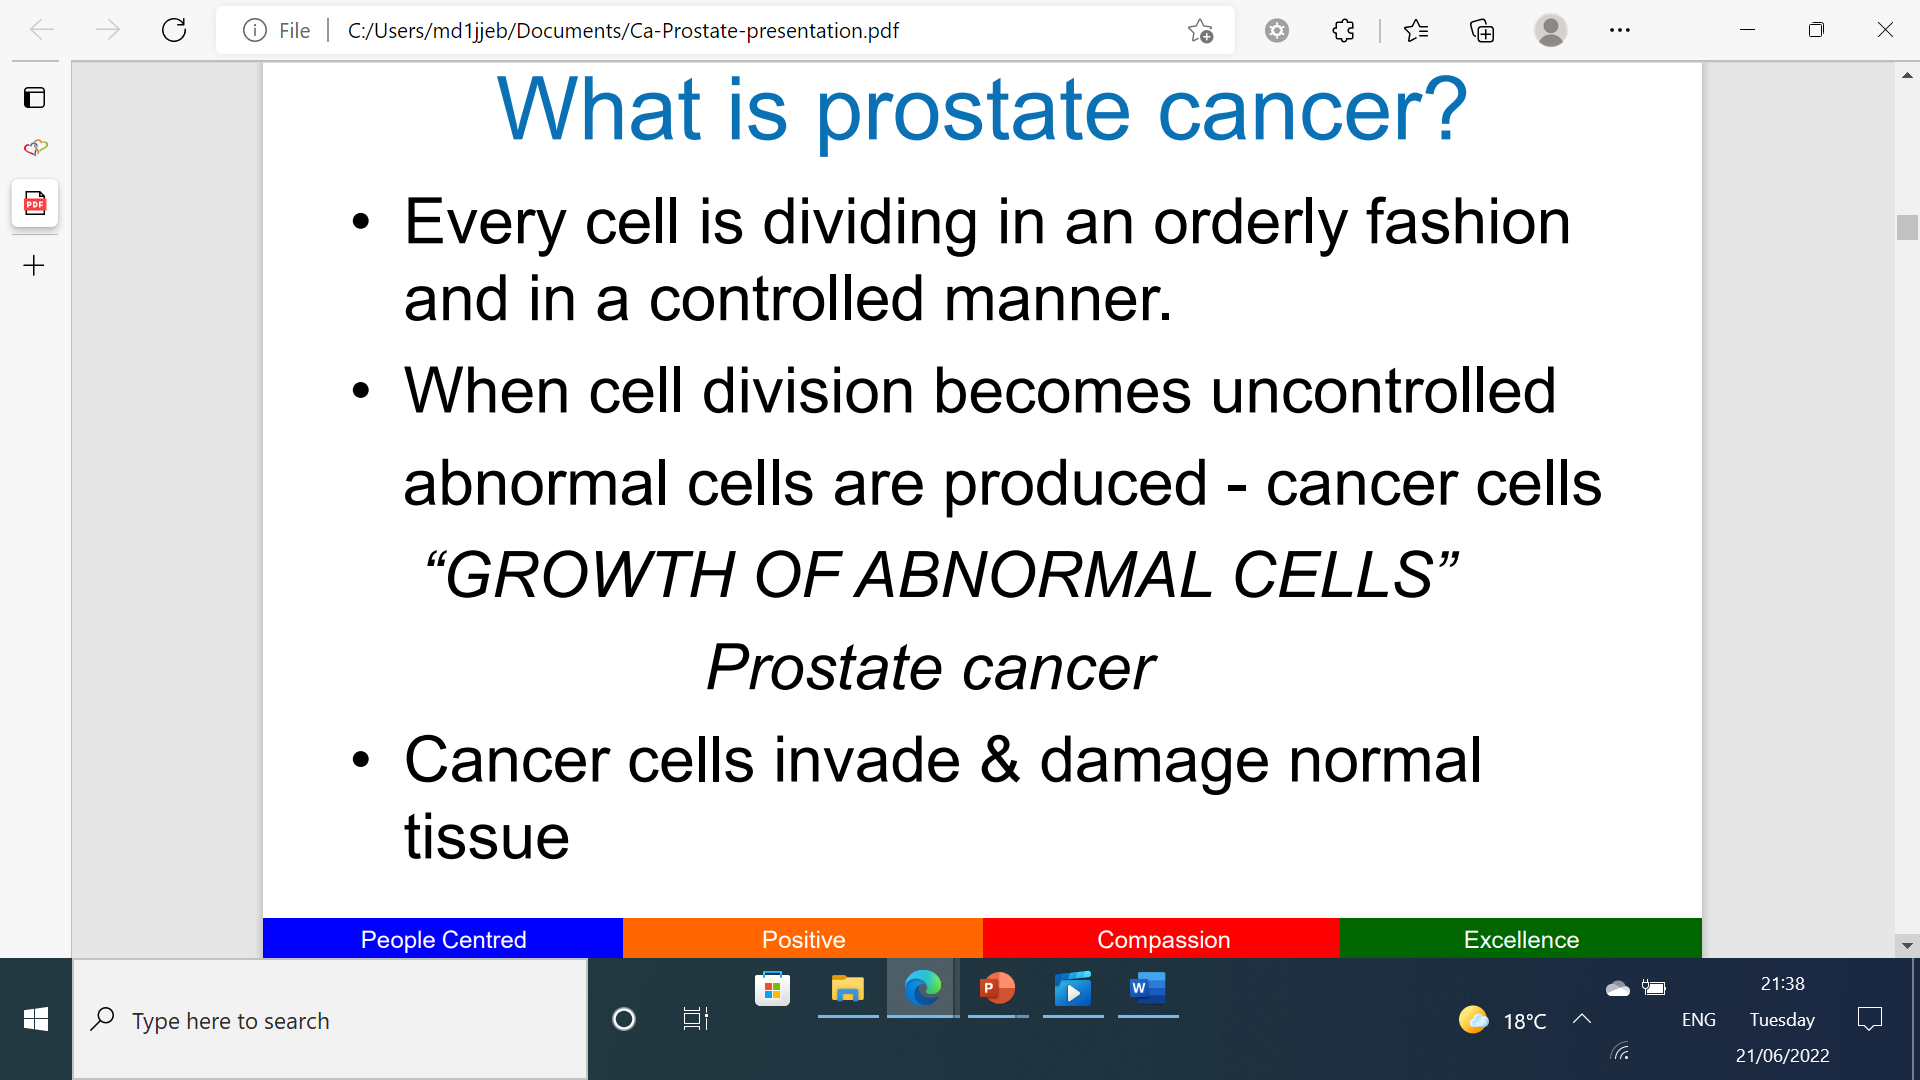 File
C:/Users/md1jjeb/Documents/Ca-Prostate-presentation.pdf
PDF
What is prostate cancer?
• Every cell is dividing in an orderly fashion
and in a controlled manner.
• When cell division becomes uncontrolled
abnormal cells are produced - cancer cells
“GROWTH OF ABNORMAL CELLS”
Prostate cancer
• Cancer cells invade & damage normal
tissue
People Centred Positive Compassion Excellence
Type here to search
P
W
18°C
ENG
21:38
Tuesday
21/06/2022